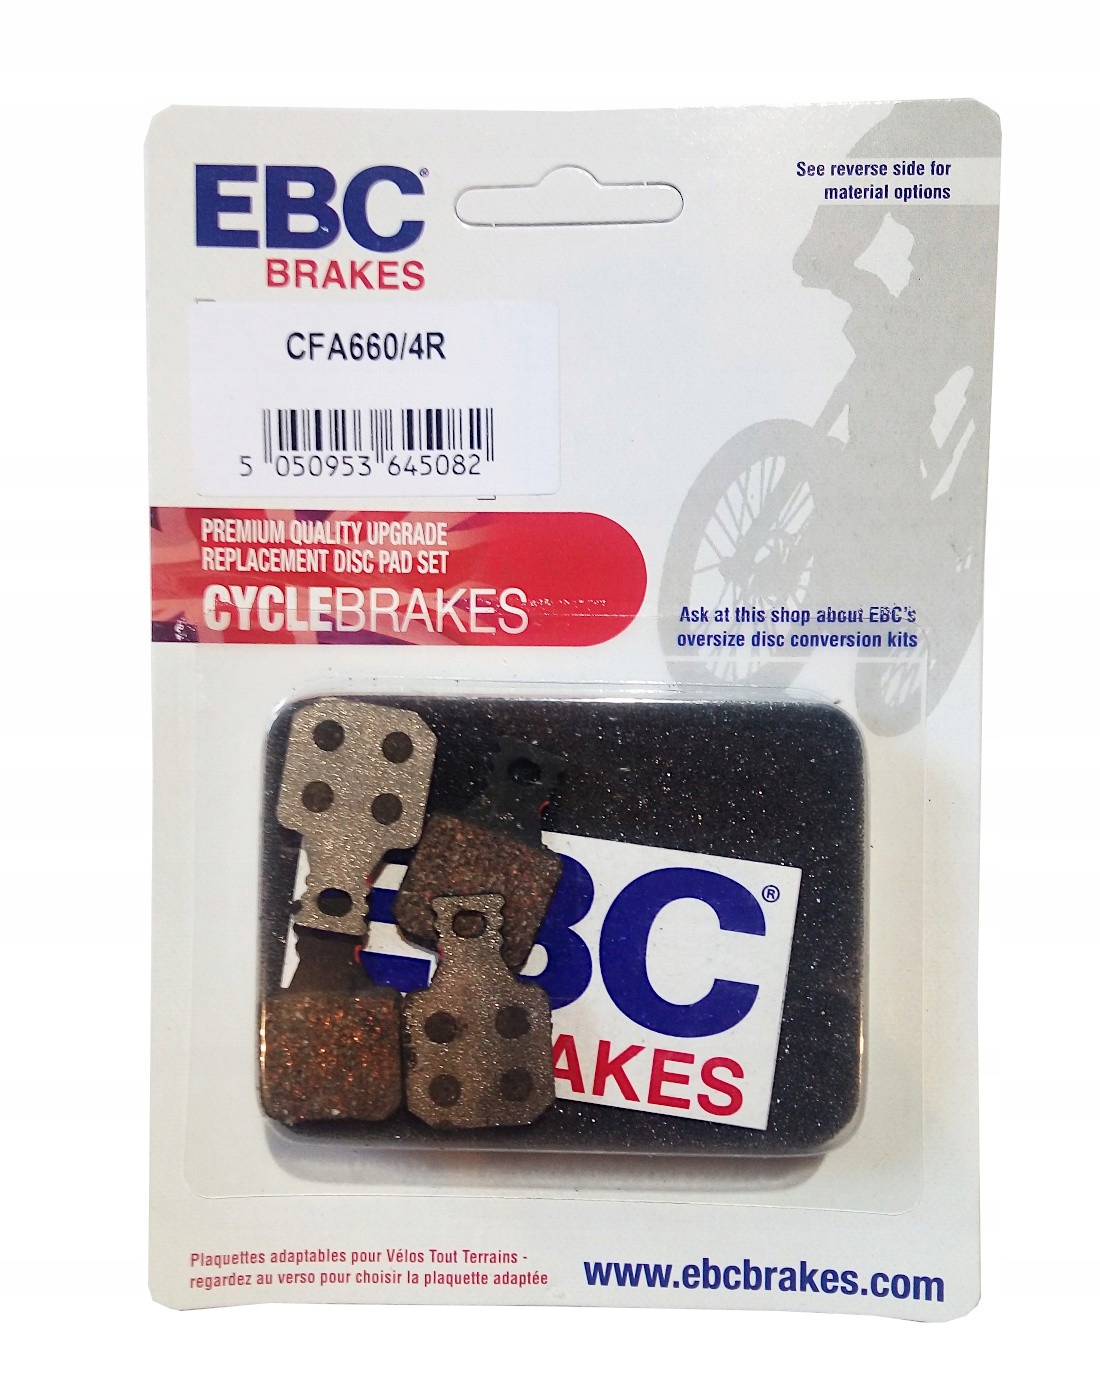 EBC®
BRAKES
See reverse side for
material options
CFA660/4R
5 050953 645082
PREMIUM QUALITY UPGRADE
REPLACEMENT DISC PAD SET
CYCLEBRAKES
Ask at this shop about EBC's
oversize disc conversion kits
EBC®
AKES
Plaquettes adaptables pour Vélos Tout Terrains -
regardez au verso pour choisir la plaquette adaptée
www.ebcbrakes.com